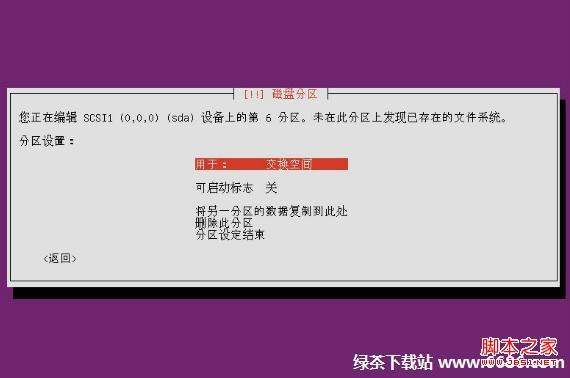 [!!] 磁盘分区
您正在编辑 SCSI1 (0,0,0) (sda) 设备上的第 6 分区。未在此分区上发现已存在的文件系统。
分区设置：
用于： 交换空间
可启动标志 关
将另一分区的数据复制到此处
删除此分区
分区设定结束
<返回>
脚本之家
绿茶下载站